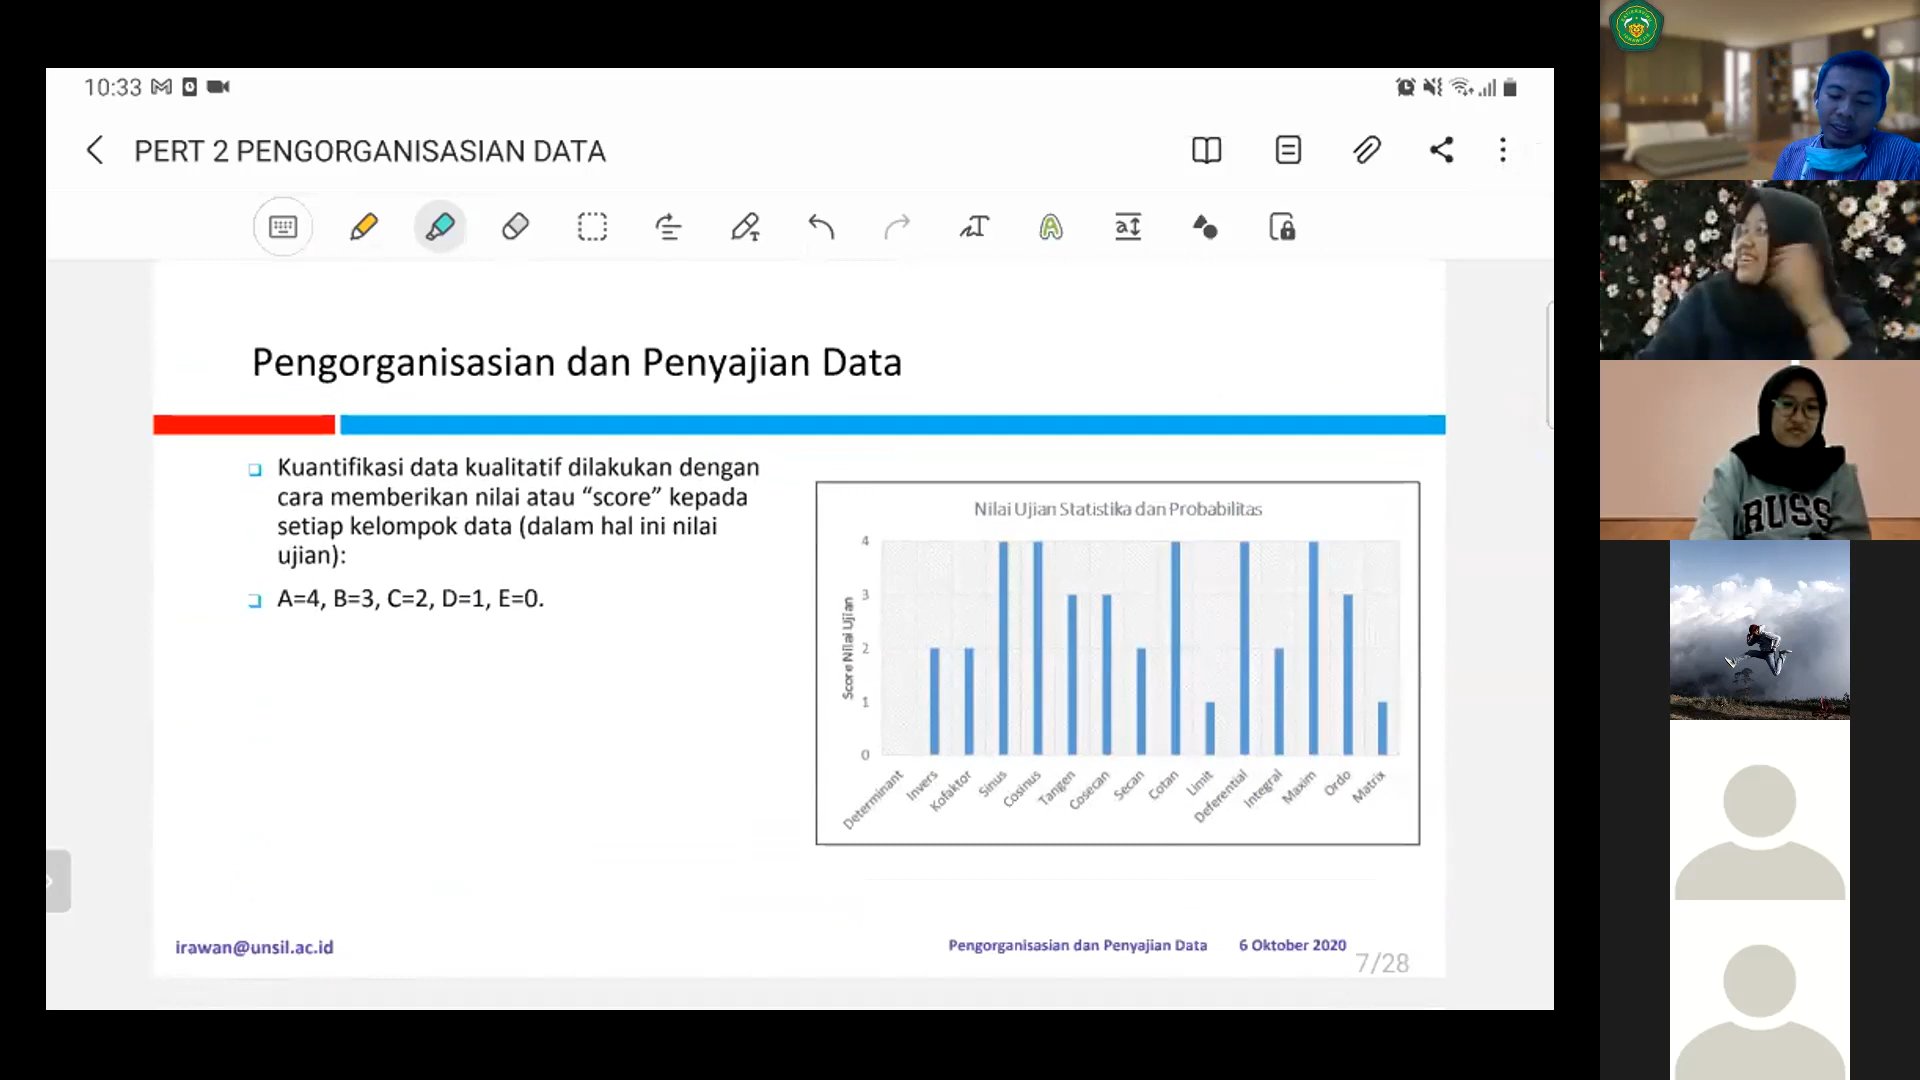 10:33
PERT 2 PENGORGANISASIAN DATA
Pengorganisasian dan Penyajian Data
Kuantifikasi data kualitatif dilakukan dengan
cara memberikan nilai atau “score” kepada
setiap kelompok data (dalam hal ini nilai
ujian):
A=4, B=3, C=2, D=1, E=0.
Nilai Ujian Statistika dan Probabilitas
Score Nilai Ujian
4
3
2
1
0
Determinant
Invers
Kofaktor
Sinus
Cosinus
Tangen
Cosecan
Secan
Cotan
Limit
Deferential
Integral
Maxim
Ordo
Matrix
irawan@unsil.ac.id
Pengorganisasian dan Penyajian Data 6 Oktober 2020
7/28
RUSS